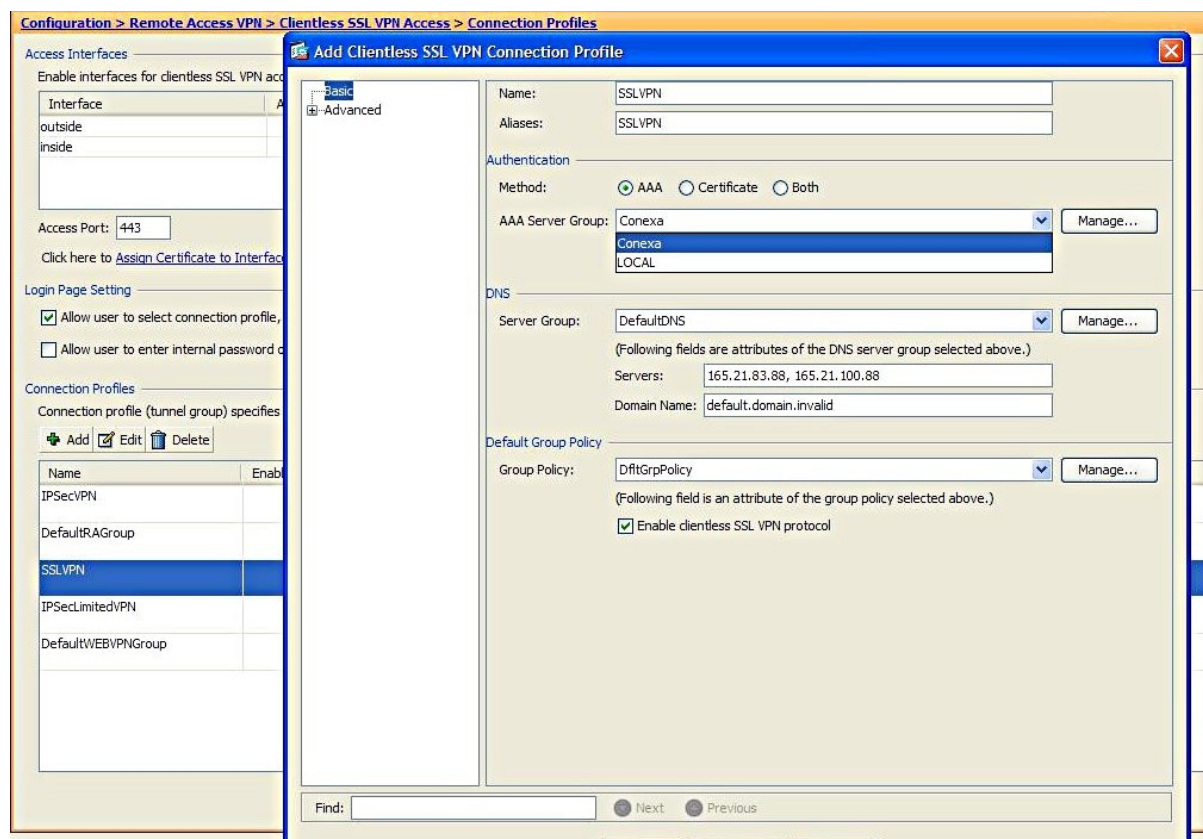 Configuration > Remote Access VPN > Clientless SSL VPN Access > Connection Profiles
Access Interfaces
Enable interfaces for clientless SSL VPN acc
Interface A
outside
inside
Access Port: 443
Click here to Assign Certificate to Interface
Login Page Setting
Allow user to select connection profile,
Allow user to enter internal password o
Connection Profiles
Connection profile (tunnel group) specifies
Add Edit Delete
Name Enabl
IPSecVPN
DefaultRAGroup
SSLVPN
IPSecLimitedVPN
DefaultWEBVPNGroup
Add Clientless SSL VPN Connection Profile
Basic
Advanced
Name: SSLVPN
Aliases: SSLVPN
Authentication
Method: AAA Certificate Both
AAA Server Group: Conexa Manage...
Conexa
LOCAL
DNS
Server Group: DefaultDNS Manage...
(Following fields are attributes of the DNS server group selected above.)
Servers: 165.21.83.88, 165.21.100.88
Domain Name: default.domain.invalid
Default Group Policy
Group Policy: DfltGrpPolicy Manage...
(Following field is an attribute of the group policy selected above.)
Enable clientless SSL VPN protocol
Find: Next Previous